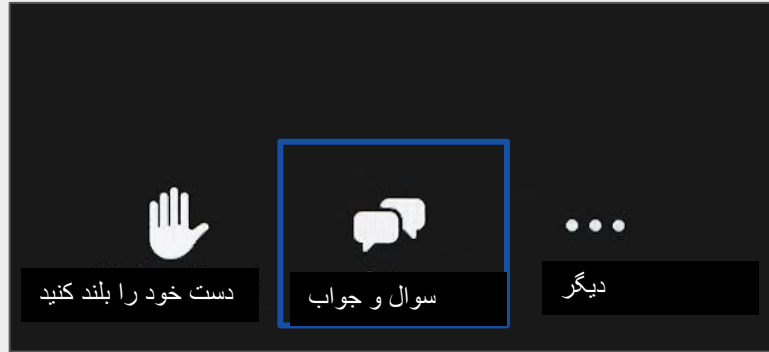 دست خود را بلند کنید
سوال و جواب
دیگر